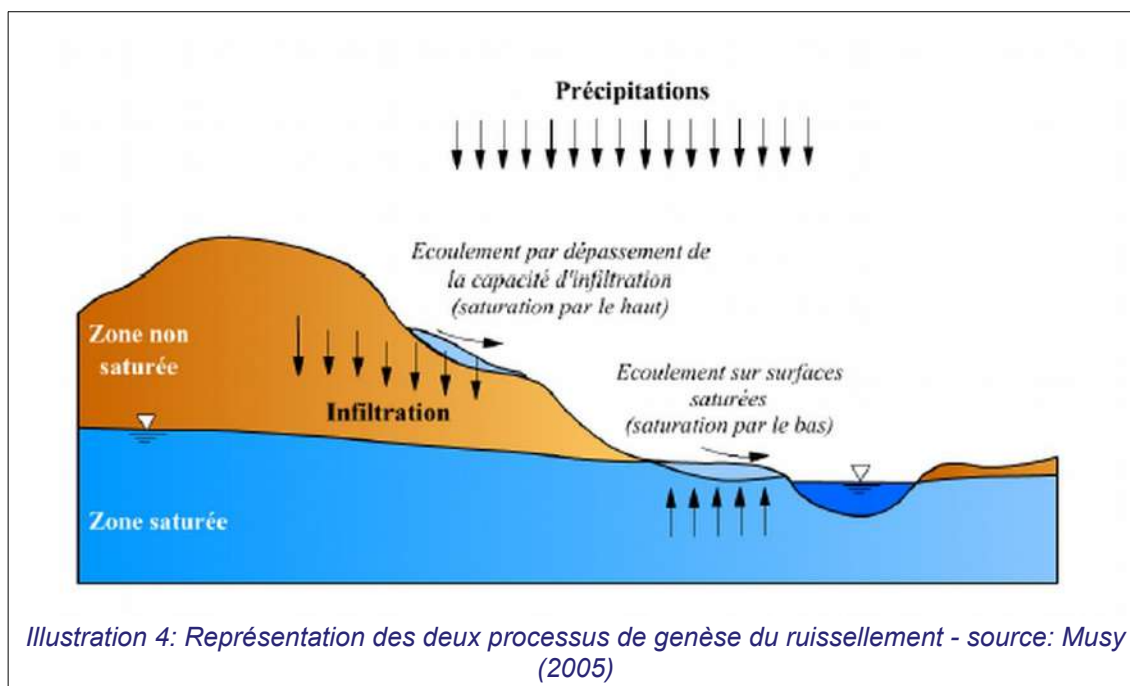 Précipitations
Ecoulement par dépassement de
la capacité d'infiltration
(saturation par le haut)
Zone non
saturée
Infiltration
Ecoulement sur surfaces
saturées
(saturation par le bas)
Zone saturée
Illustration 4: Représentation des deux processus de genèse du ruissellement - source: Musy
(2005)